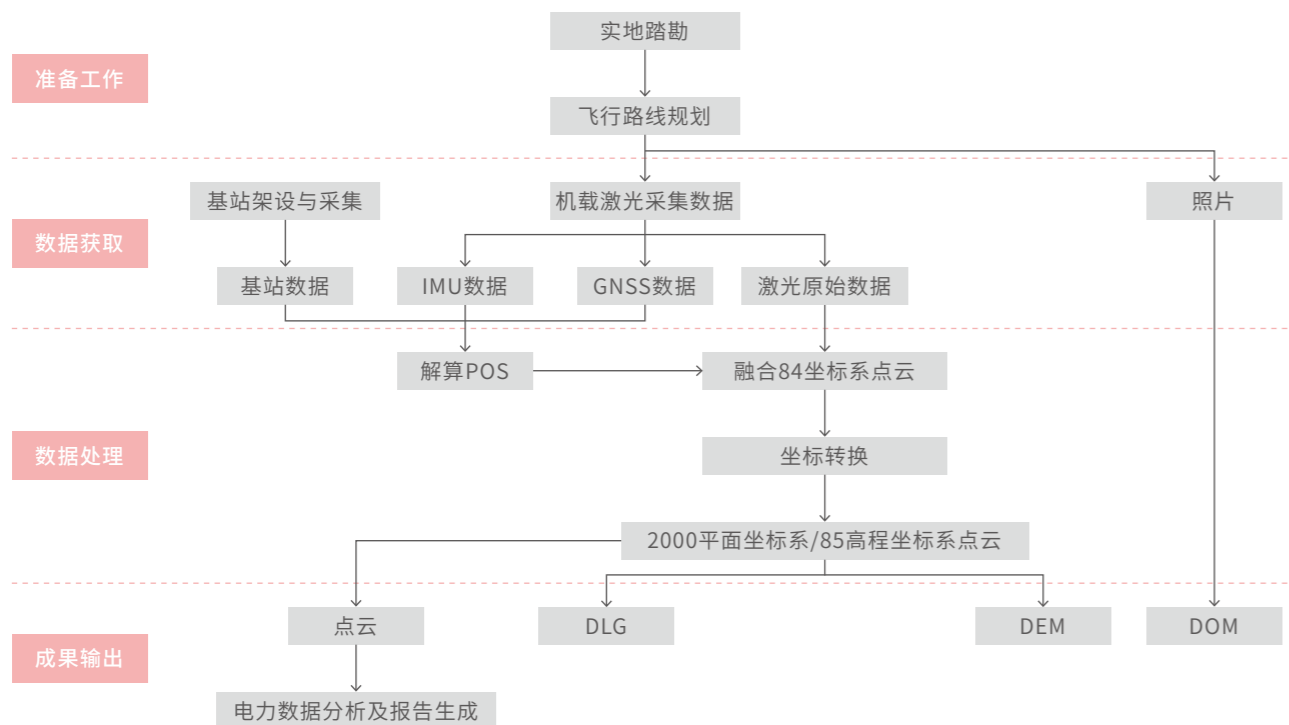 实地踏勘
准备工作
飞行路线规划
基站架设与采集
机载激光采集数据
照片
数据获取
基站数据
IMU数据
GNSS数据
激光原始数据
解算POS
融合84坐标系点云
数据处理
坐标转换
2000平面坐标系/85高程坐标系点云
点云
DLG
DEM
DOM
成果输出
电力数据分析及报告生成